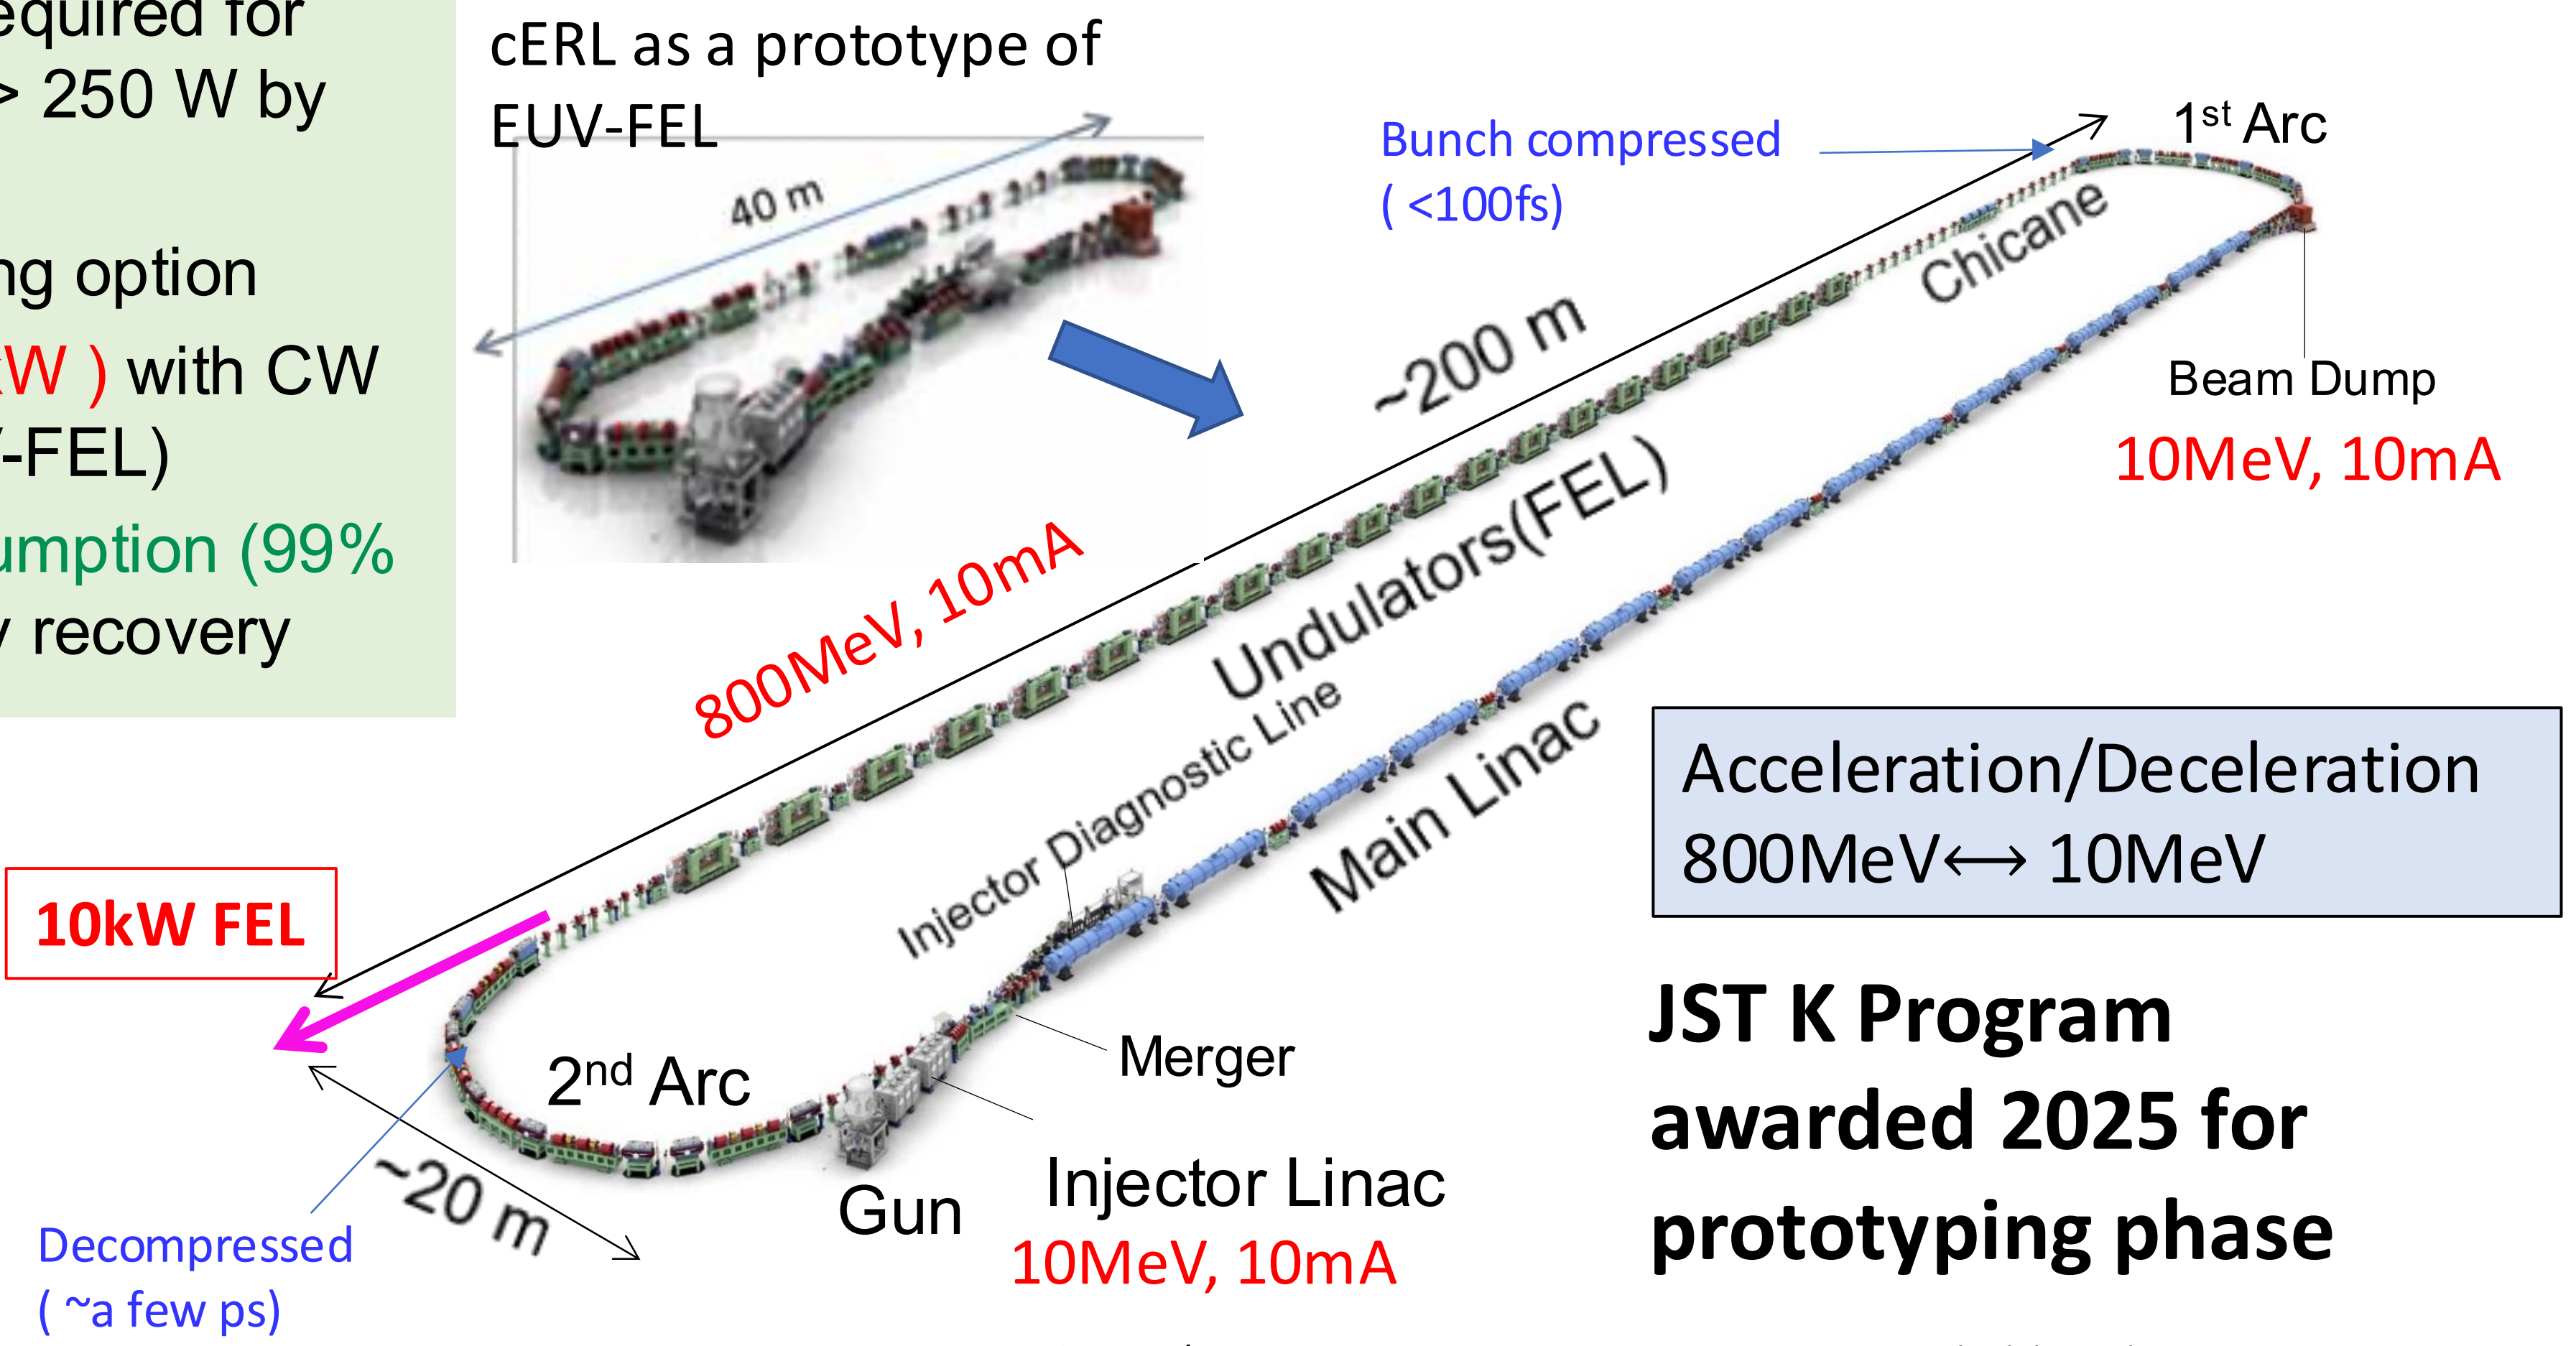 equired for
> 250 W by
ng option
kW ) with CW
V-FEL)
umption (99%
y recovery
cERL as a prototype of
EUV-FEL
40 m
Bunch compressed
( <100fs)
1st Arc
Chicane
~200 m
Beam Dump
10MeV, 10mA
800MeV, 10mA
Undulators(FEL)
Injector Diagnostic Line
Main Linac
Acceleration/Deceleration
800MeV⟷ 10MeV
10kW FEL
2nd Arc
Merger
~20 m
Gun
Injector Linac
10MeV, 10mA
Decompressed
( ~a few ps)
JST K Program
awarded 2025 for
prototyping phase